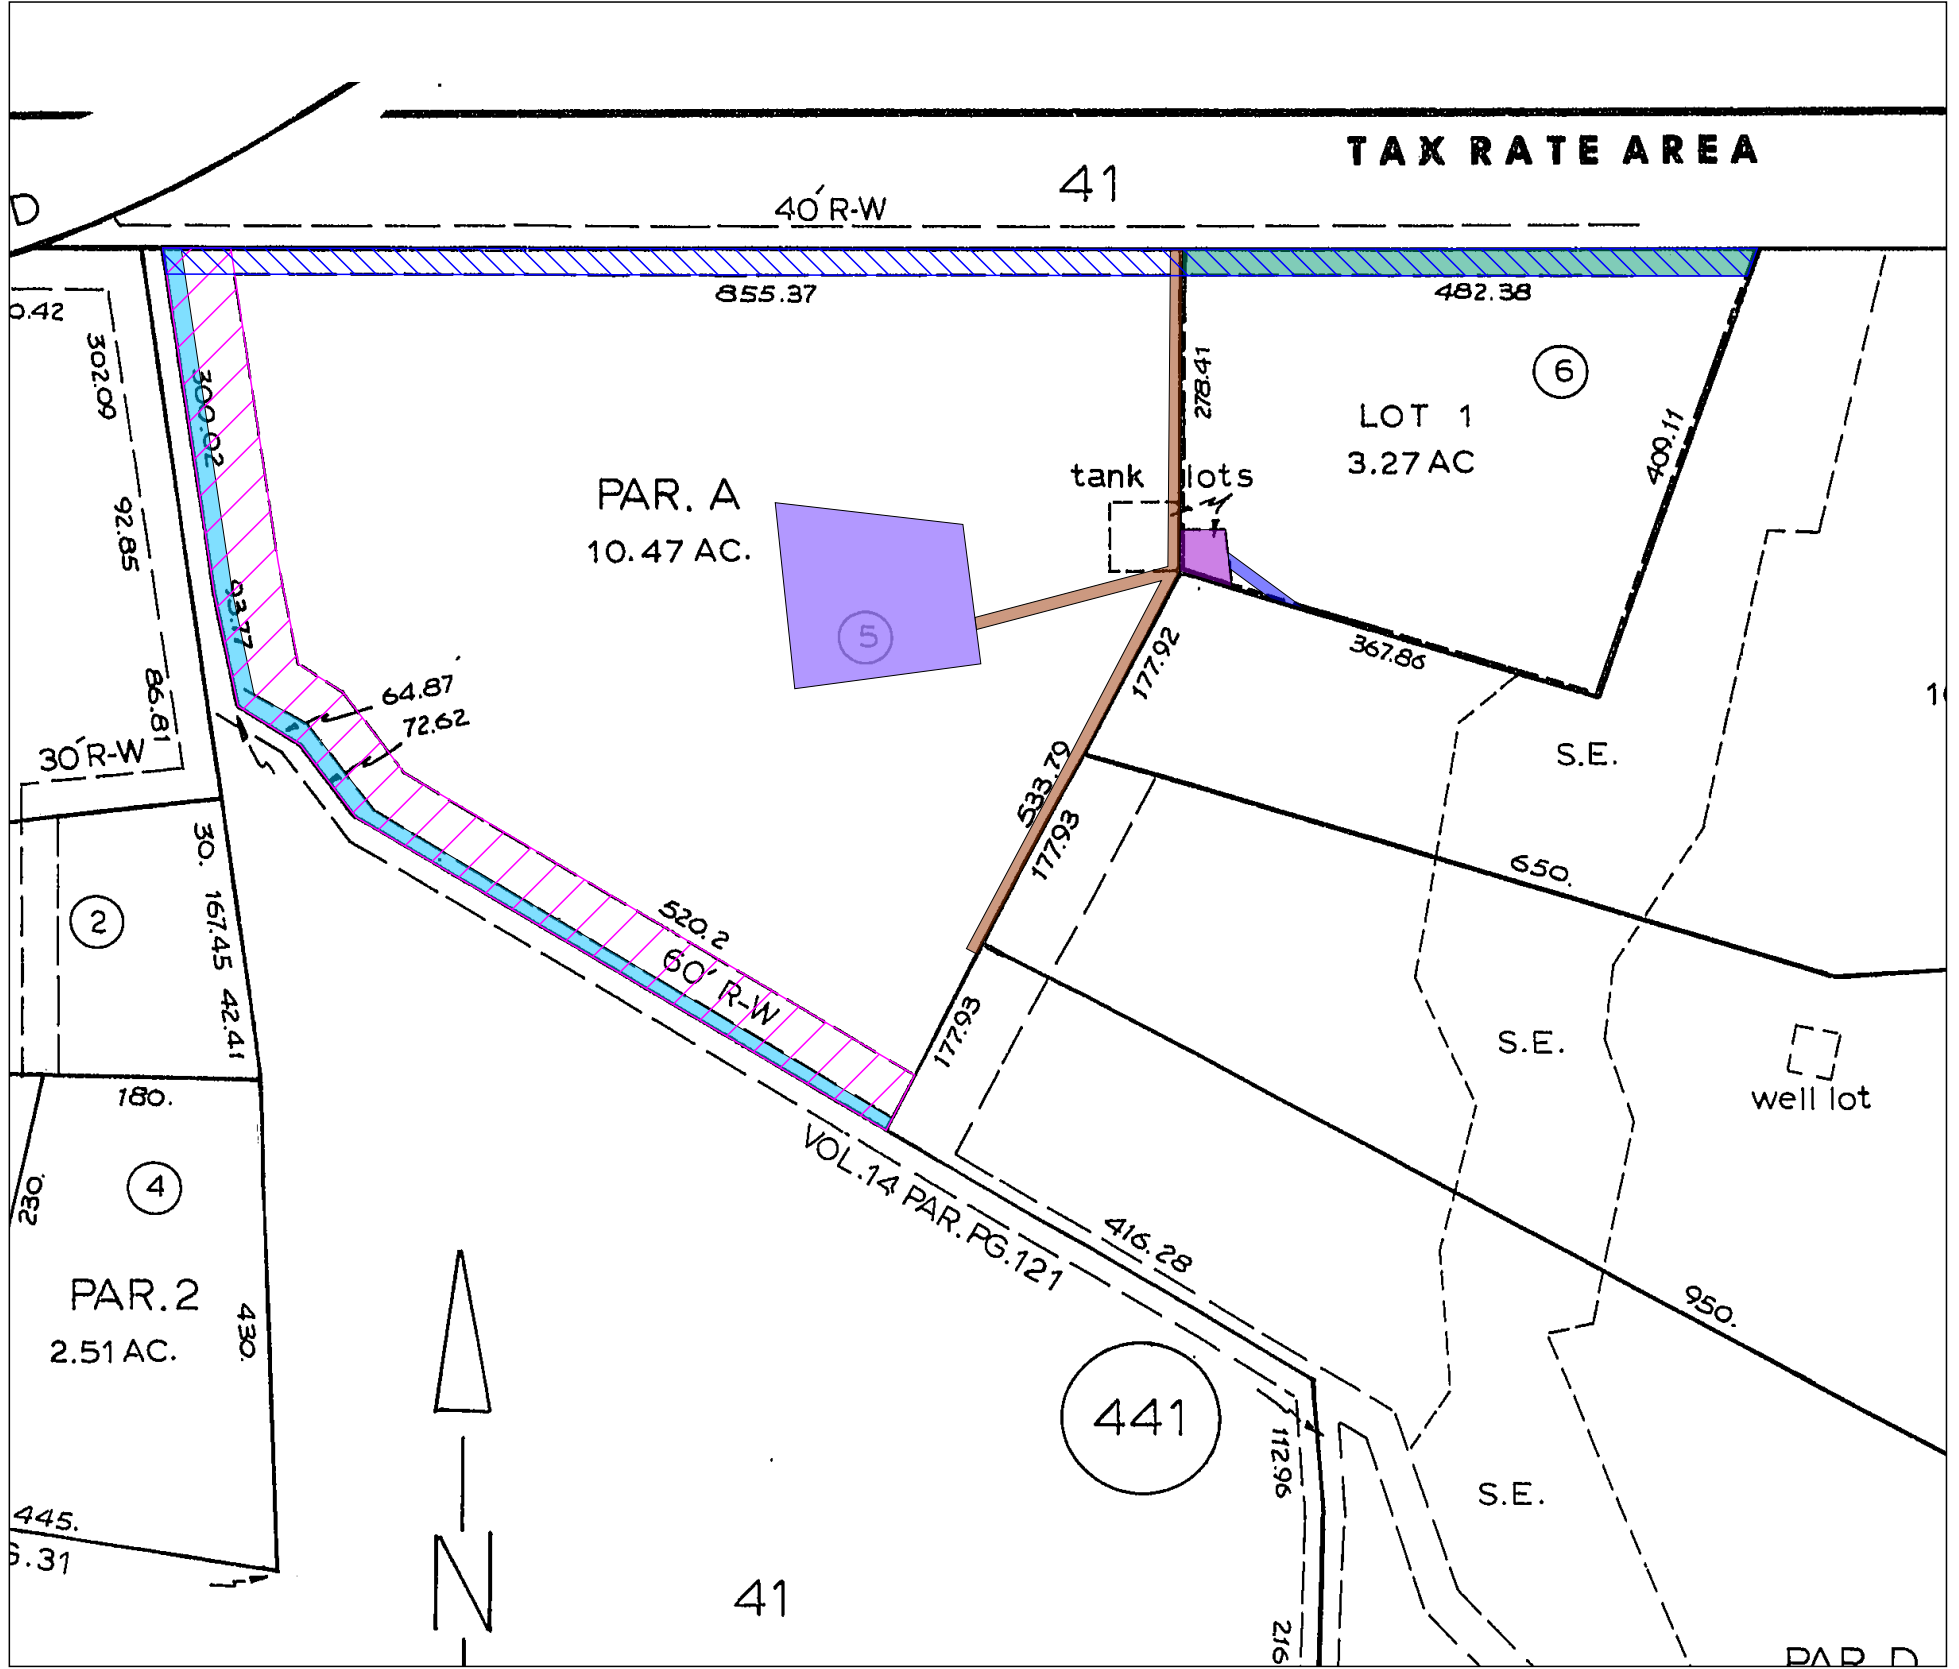 TAX RATE AREA
41
40' R-W
D
855.37
482.38
0.42
302.09
300.02
278.41
6
LOT 1
3.27 AC
409.11
tank lots
PAR. A
10.47 AC.
92.85
93.77
5
177.92
367.86
64.87
72.62
86.81
30' R-W
S.E.
533.79
177.93
30.
650.
2
167.45
520.2
60' R-W
42.41
177.93
S.E.
well lot
180.
VOL.14 PAR.PG.121
4
230.
416.28
PAR.2
2.51 AC.
430.
950.
441
112.96
S.E.
445.
5.31
N
41
216
PAR D